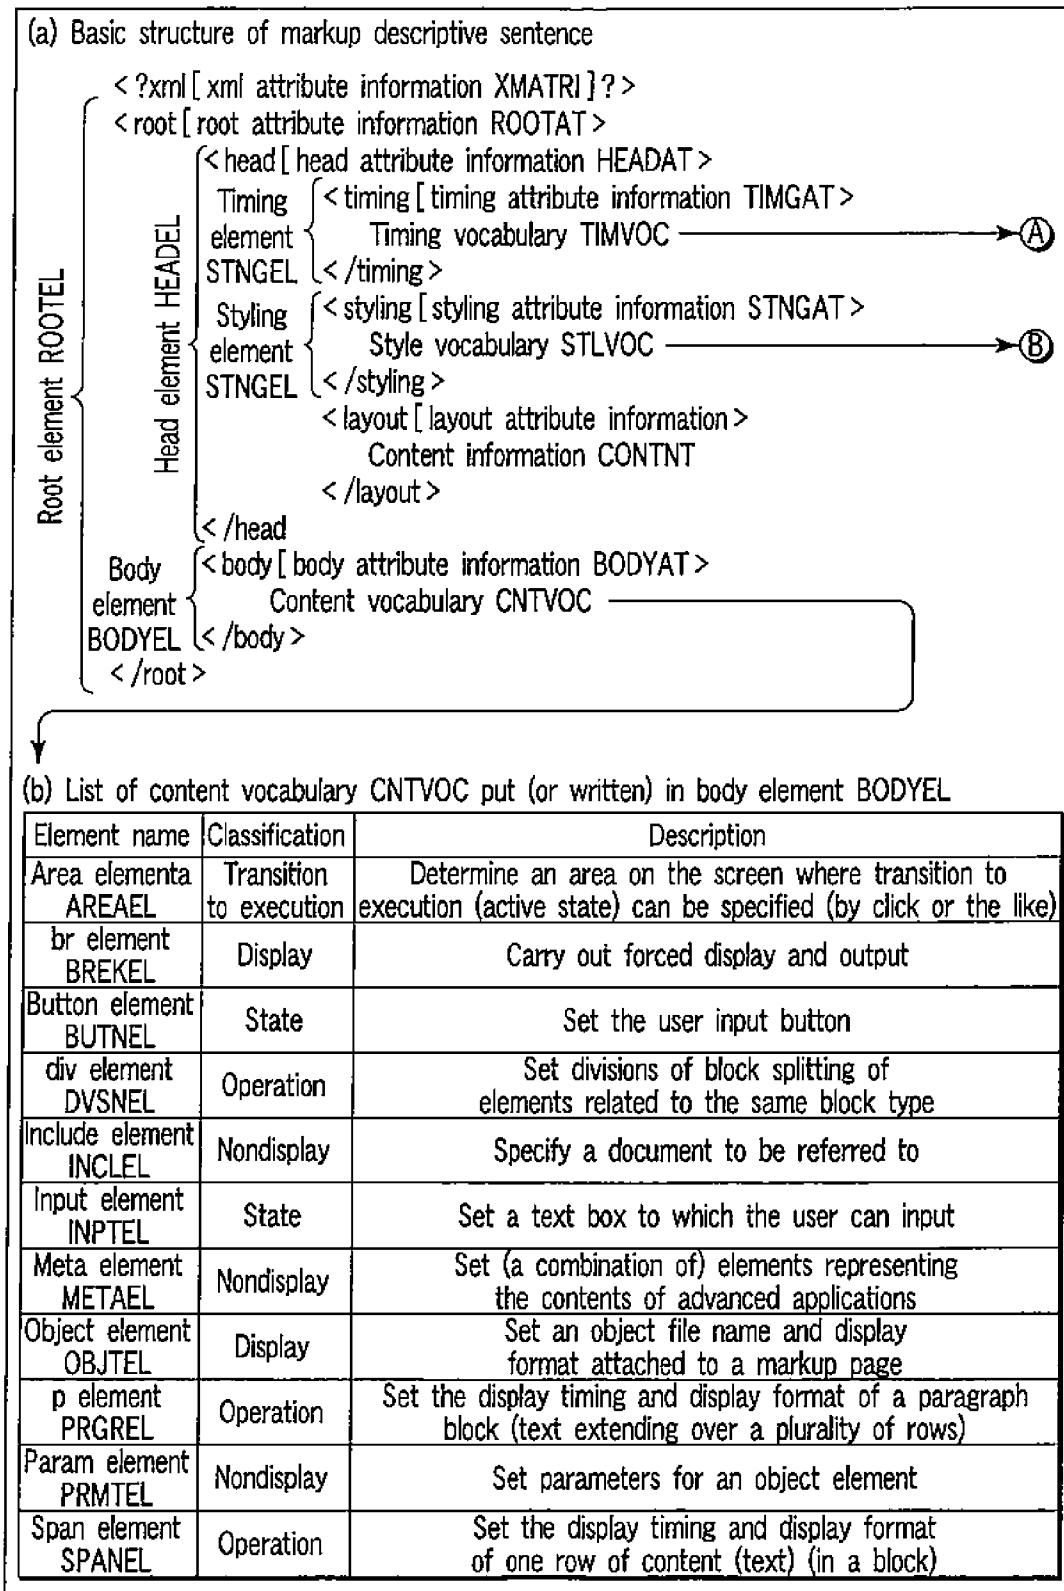 (a) Basic structure of markup descriptive sentence
< ?xml [ xml attribute information XMATRI ] ? >
< root [ root attribute information ROOTAT >
< head [ head attribute information HEADAT >
Timing element STNGEL
< timing [ timing attribute information TIMGAT >
Timing vocabulary TIMVOC
A
< /timing >
Styling element STNGEL
< styling [ styling attribute information STNGAT >
Style vocabulary STLVOC
B
< /styling >
< layout [ layout attribute information >
Content information CONTNT
< /layout >
< /head
Head element HEADEL
Root element ROOTEL
Body element BODYEL
< body [ body attribute information BODYAT >
Content vocabulary CNTVOC
< /body >
< /root >
(b) List of content vocabulary CNTVOC put (or written) in body element BODYEL
Element name Classification Description
Area elementa AREAEL
Transition to execution
Determine an area on the screen where transition to
execution (active state) can be specified (by click or the like)
br element BREKEL
Display
Carry out forced display and output
Button element BUTNEL
State
Set the user input button
div element DVSNEL
Operation
Set divisions of block splitting of
elements related to the same block type
Include element INCLEL
Nondisplay
Specify a document to be referred to
Input element INPTEL
State
Set a text box to which the user can input
Meta element METAEL
Nondisplay
Set (a combination of) elements representing
the contents of advanced applications
Object element OBJTEL
Display
Set an object file name and display
format attached to a markup page
p element PRGREL
Operation
Set the display timing and display format of a paragraph
block (text extending over a plurality of rows)
Param element PRMTEL
Nondisplay
Set parameters for an object element
Span element SPANEL
Operation
Set the display timing and display format
of one row of content (text) (in a block)